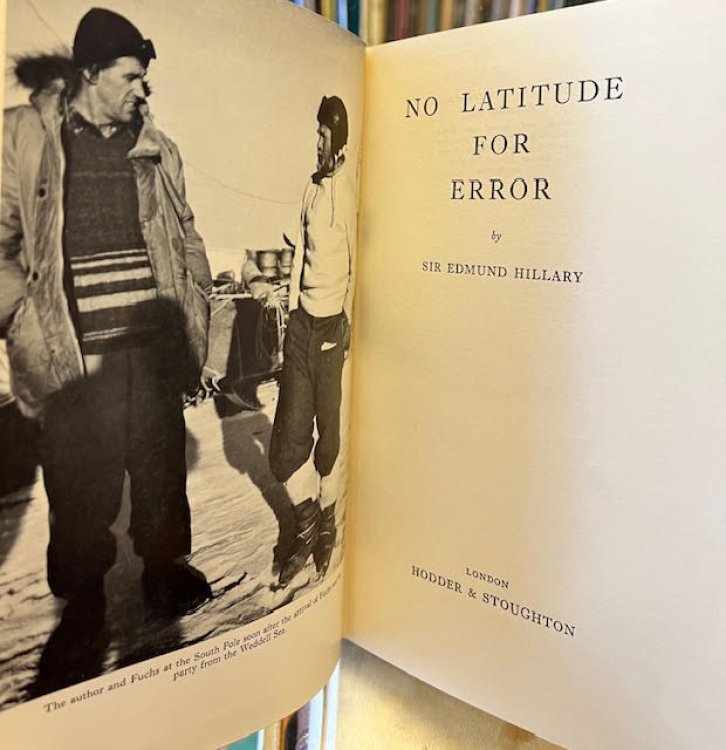 The author and Fuchs at the South Pole soon after the arrival of Fuchs
party from the Weddell Sea.
NO LATITUDE
FOR
ERROR
by
SIR EDMUND HILLARY
LONDON
HODDER & STOUGHTON